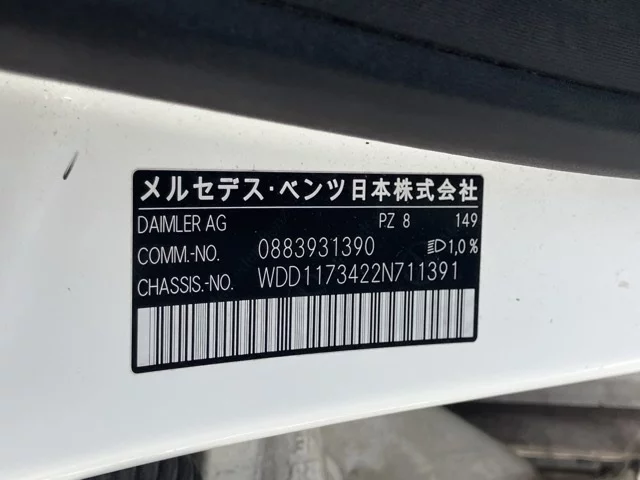 メルセデス・ベンツ日本株式会社
DAIMLER AG PZ 8 149
COMM.-NO. 0883931390 1,0%
CHASSIS.-NO. WDD1173422N711391